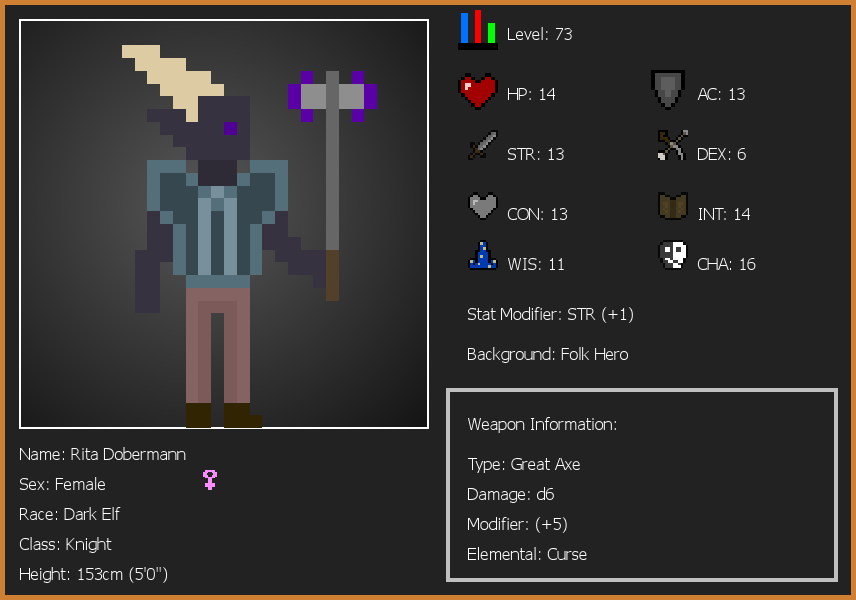 Level: 73
HP: 14
AC: 13
STR: 13
DEX: 6
CON: 13
INT: 14
WIS: 11
CHA: 16
Stat Modifier: STR (+1)
Background: Folk Hero
Weapon Information:
Type: Great Axe
Damage: d6
Modifier: (+5)
Elemental: Curse
Name: Rita Dobermann
Sex: Female
Race: Dark Elf
Class: Knight
Height: 153cm (5'0")